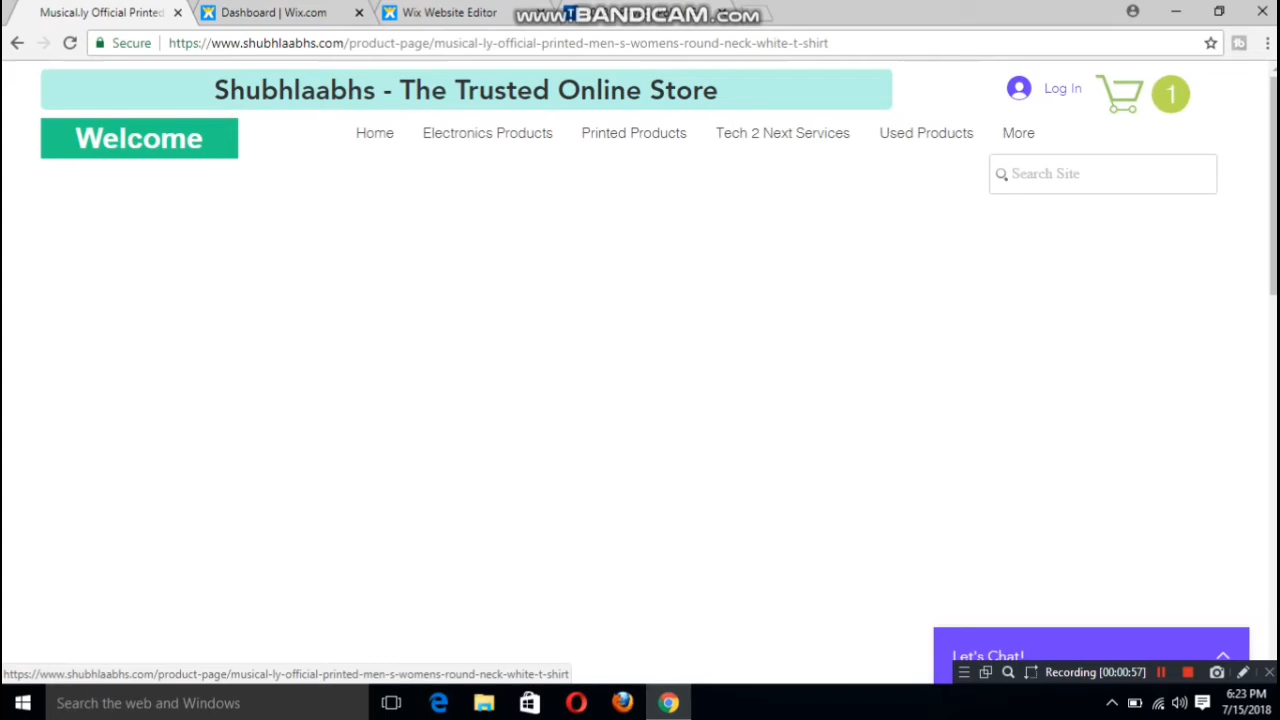 Musical.ly Official Printed
Dashboard | Wix.com
Wix Website Editor
www.BANDICAM.com
Secure
https://www.shubhlaabhs.com/product-page/musical-ly-official-printed-men-s-womens-round-neck-white-t-shirt
Shubhlaabhs - The Trusted Online Store
Log In
1
Welcome
Home
Electronics Products
Printed Products
Tech 2 Next Services
Used Products
More
Search Site
Let's Chat!
https://www.shubhlaabhs.com/product-page/musical-ly-official-printed-men-s-womens-round-neck-white-t-shirt
Recording [00:00:57]
Search the web and Windows
6:23 PM
7/15/2018